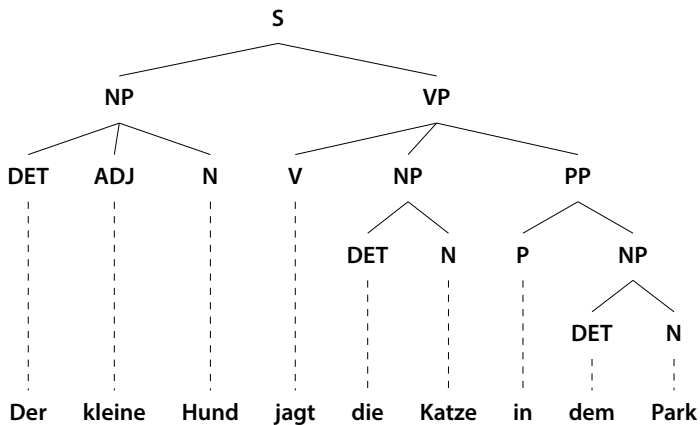 S
NP VP
DET ADJ N V NP PP
DET N P NP
DET N
Der kleine Hund jagt die Katze in dem Park